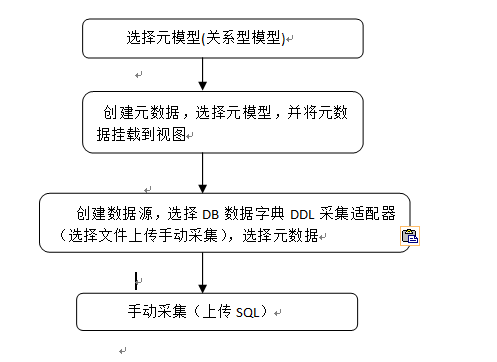 选择元模型(关系型模型)
创建元数据，选择元模型，并将元数
据挂载到视图
创建数据源，选择 DB 数据字典 DDL 采集适配器
（选择文件上传手动采集），选择元数据
手动采集（上传 SQL）